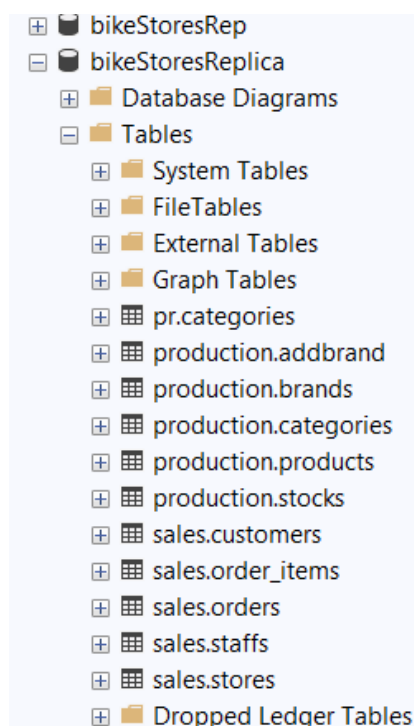 bikeStoresRep
bikeStoresReplica
Database Diagrams
Tables
System Tables
FileTables
External Tables
Graph Tables
pr.categories
production.addbrand
production.brands
production.categories
production.products
production.stocks
sales.customers
sales.order_items
sales.orders
sales.staffs
sales.stores
Dropped Ledger Tables